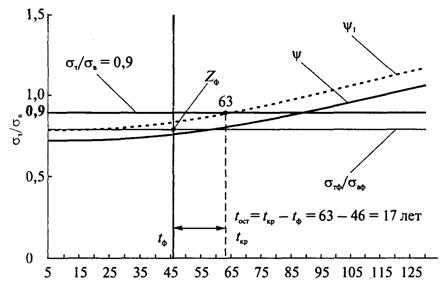 1,5
ψ₁
σт/σв = 0,9
Zф
ψ
1,0
63
0,9
σт/σв
σтф/σвф
0,5
tост = tкр − tф = 63 − 46 = 17 лет
tф
tкр
0
5 15 25 35 45 55 65 75 85 95 105 115 125